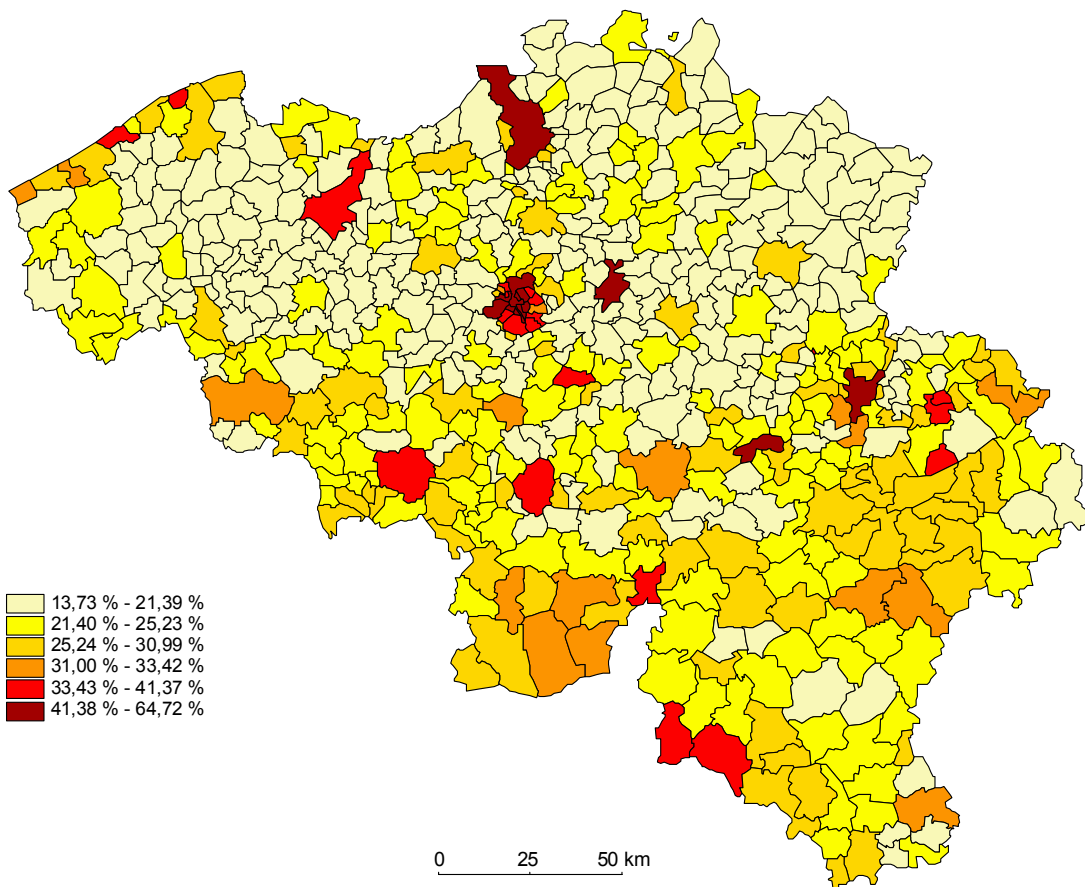 13,73 % - 21,39 %
21,40 % - 25,23 %
25,24 % - 30,99 %
31,00 % - 33,42 %
33,43 % - 41,37 %
41,38 % - 64,72 %
0 25 50 km